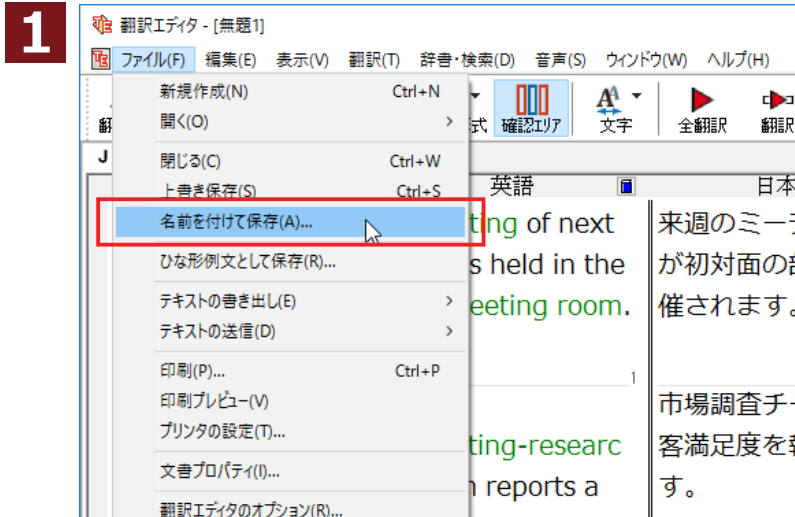 1
翻訳エディタ - [無題1]
ファイル(F) 編集(E) 表示(V) 翻訳(T) 辞書・検索(D) 音声(S) ウィンドウ(W) ヘルプ(H)
新規作成(N) Ctrl+N
開く(O) >
閉じる(C) Ctrl+W
上書き保存(S) Ctrl+S
名前を付けて保存(A)...
ひな形例文として保存(R)...
テキストの書き出し(E) >
テキストの送信(D) >
印刷(P)... Ctrl+P
印刷プレビュー(V)
プリンタの設定(T)...
文書プロパティ(I)...
翻訳エディタのオプション(R)...
式 確認エリア 文字 全翻訳 翻訳
J
英語 日本
ting of next
s held in the
eeting room.
1
ting-researc
reports a
来週のミーテ
が初対面の部
催されます。
市場調査チー
客満足度を報
す。